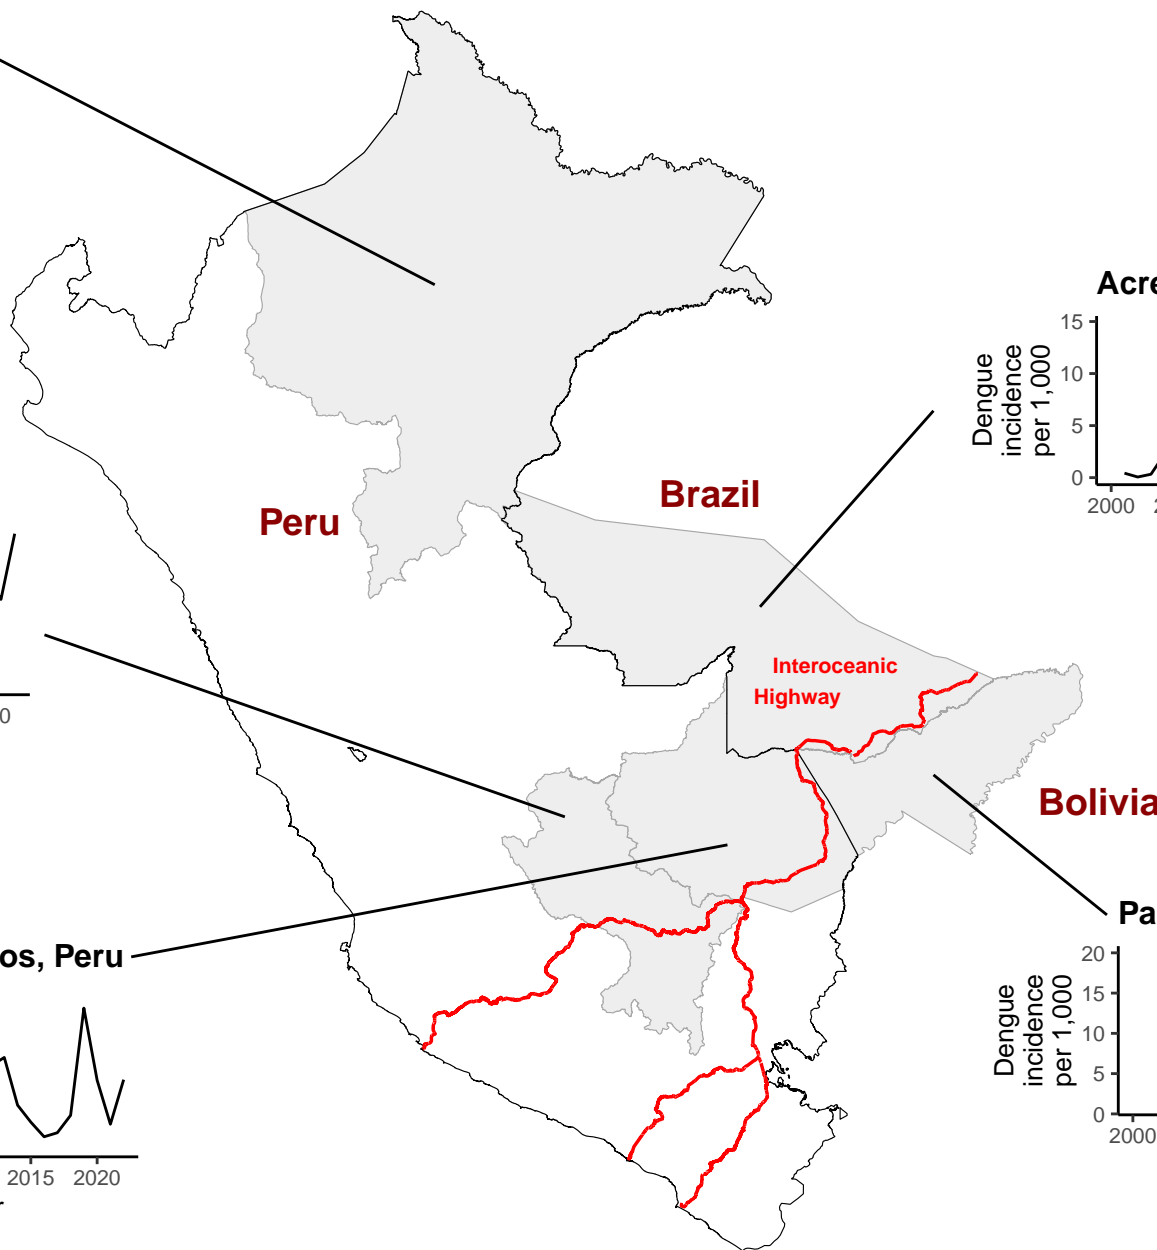 Acre
15
10
5
0
Dengue
incidence
per 1,000
2000
Brazil
Peru
Interoceanic
Highway
0
Bolivia
Pa
os, Peru
20
15
10
5
0
Dengue
incidence
per 1,000
2000
2015 2020